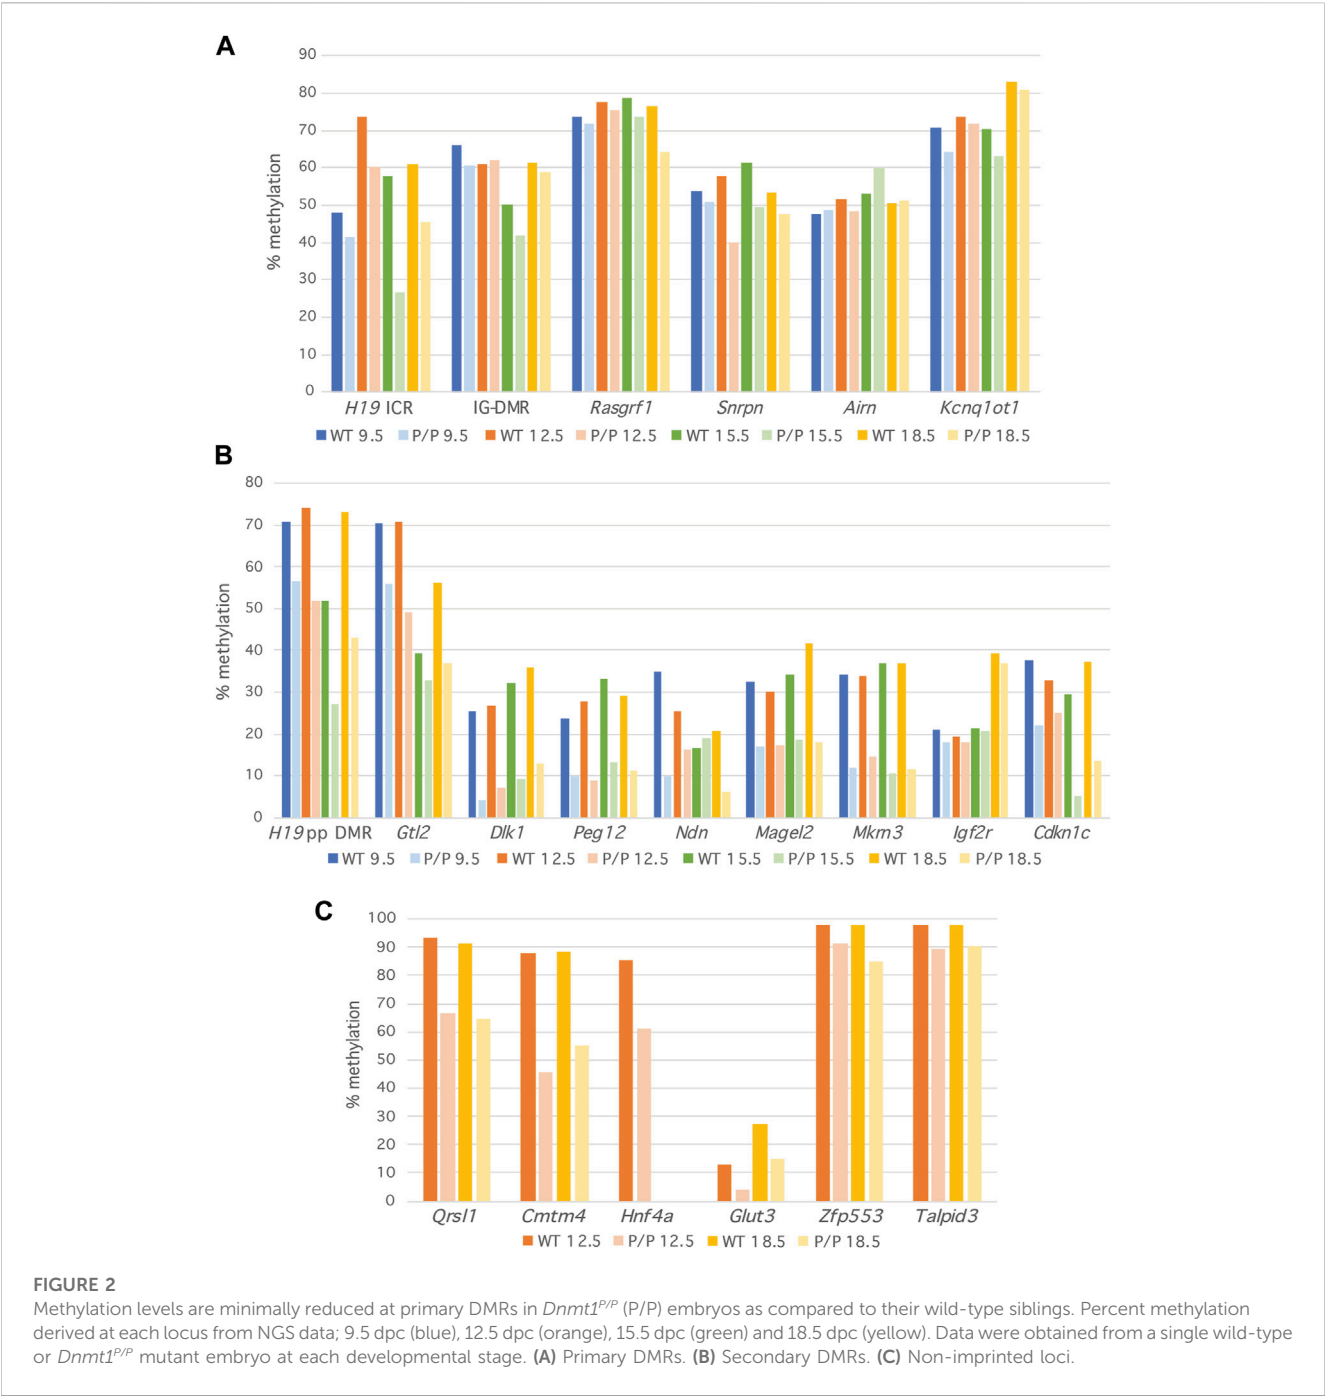 A
90
80
70
60
50
40
30
20
10
0
% methylation
H19 ICR IG-DMR Rasgrf1 Snrpn Airn Kcnq1ot1
WT 9.5 P/P 9.5 WT 12.5 P/P 12.5 WT 15.5 P/P 15.5 WT 18.5 P/P 18.5
B
80
70
60
50
40
30
20
10
0
% methylation
H19 pp DMR Gtl2 Dlk1 Peg12 Ndn Magel2 Mkrn3 Igf2r Cdkn1c
WT 9.5 P/P 9.5 WT 12.5 P/P 12.5 WT 15.5 P/P 15.5 WT 18.5 P/P 18.5
C
100
90
80
70
60
50
40
30
20
10
0
% methylation
Qrsl1 Cmtm4 Hnf4a Glut3 Zfp553 Talpid3
WT 12.5 P/P 12.5 WT 18.5 P/P 18.5
FIGURE 2
Methylation levels are minimally reduced at primary DMRs in Dnmt1P/P (P/P) embryos as compared to their wild-type siblings. Percent methylation
derived at each locus from NGS data; 9.5 dpc (blue), 12.5 dpc (orange), 15.5 dpc (green) and 18.5 dpc (yellow). Data were obtained from a single wild-type
or Dnmt1P/P mutant embryo at each developmental stage. (A) Primary DMRs. (B) Secondary DMRs. (C) Non-imprinted loci.